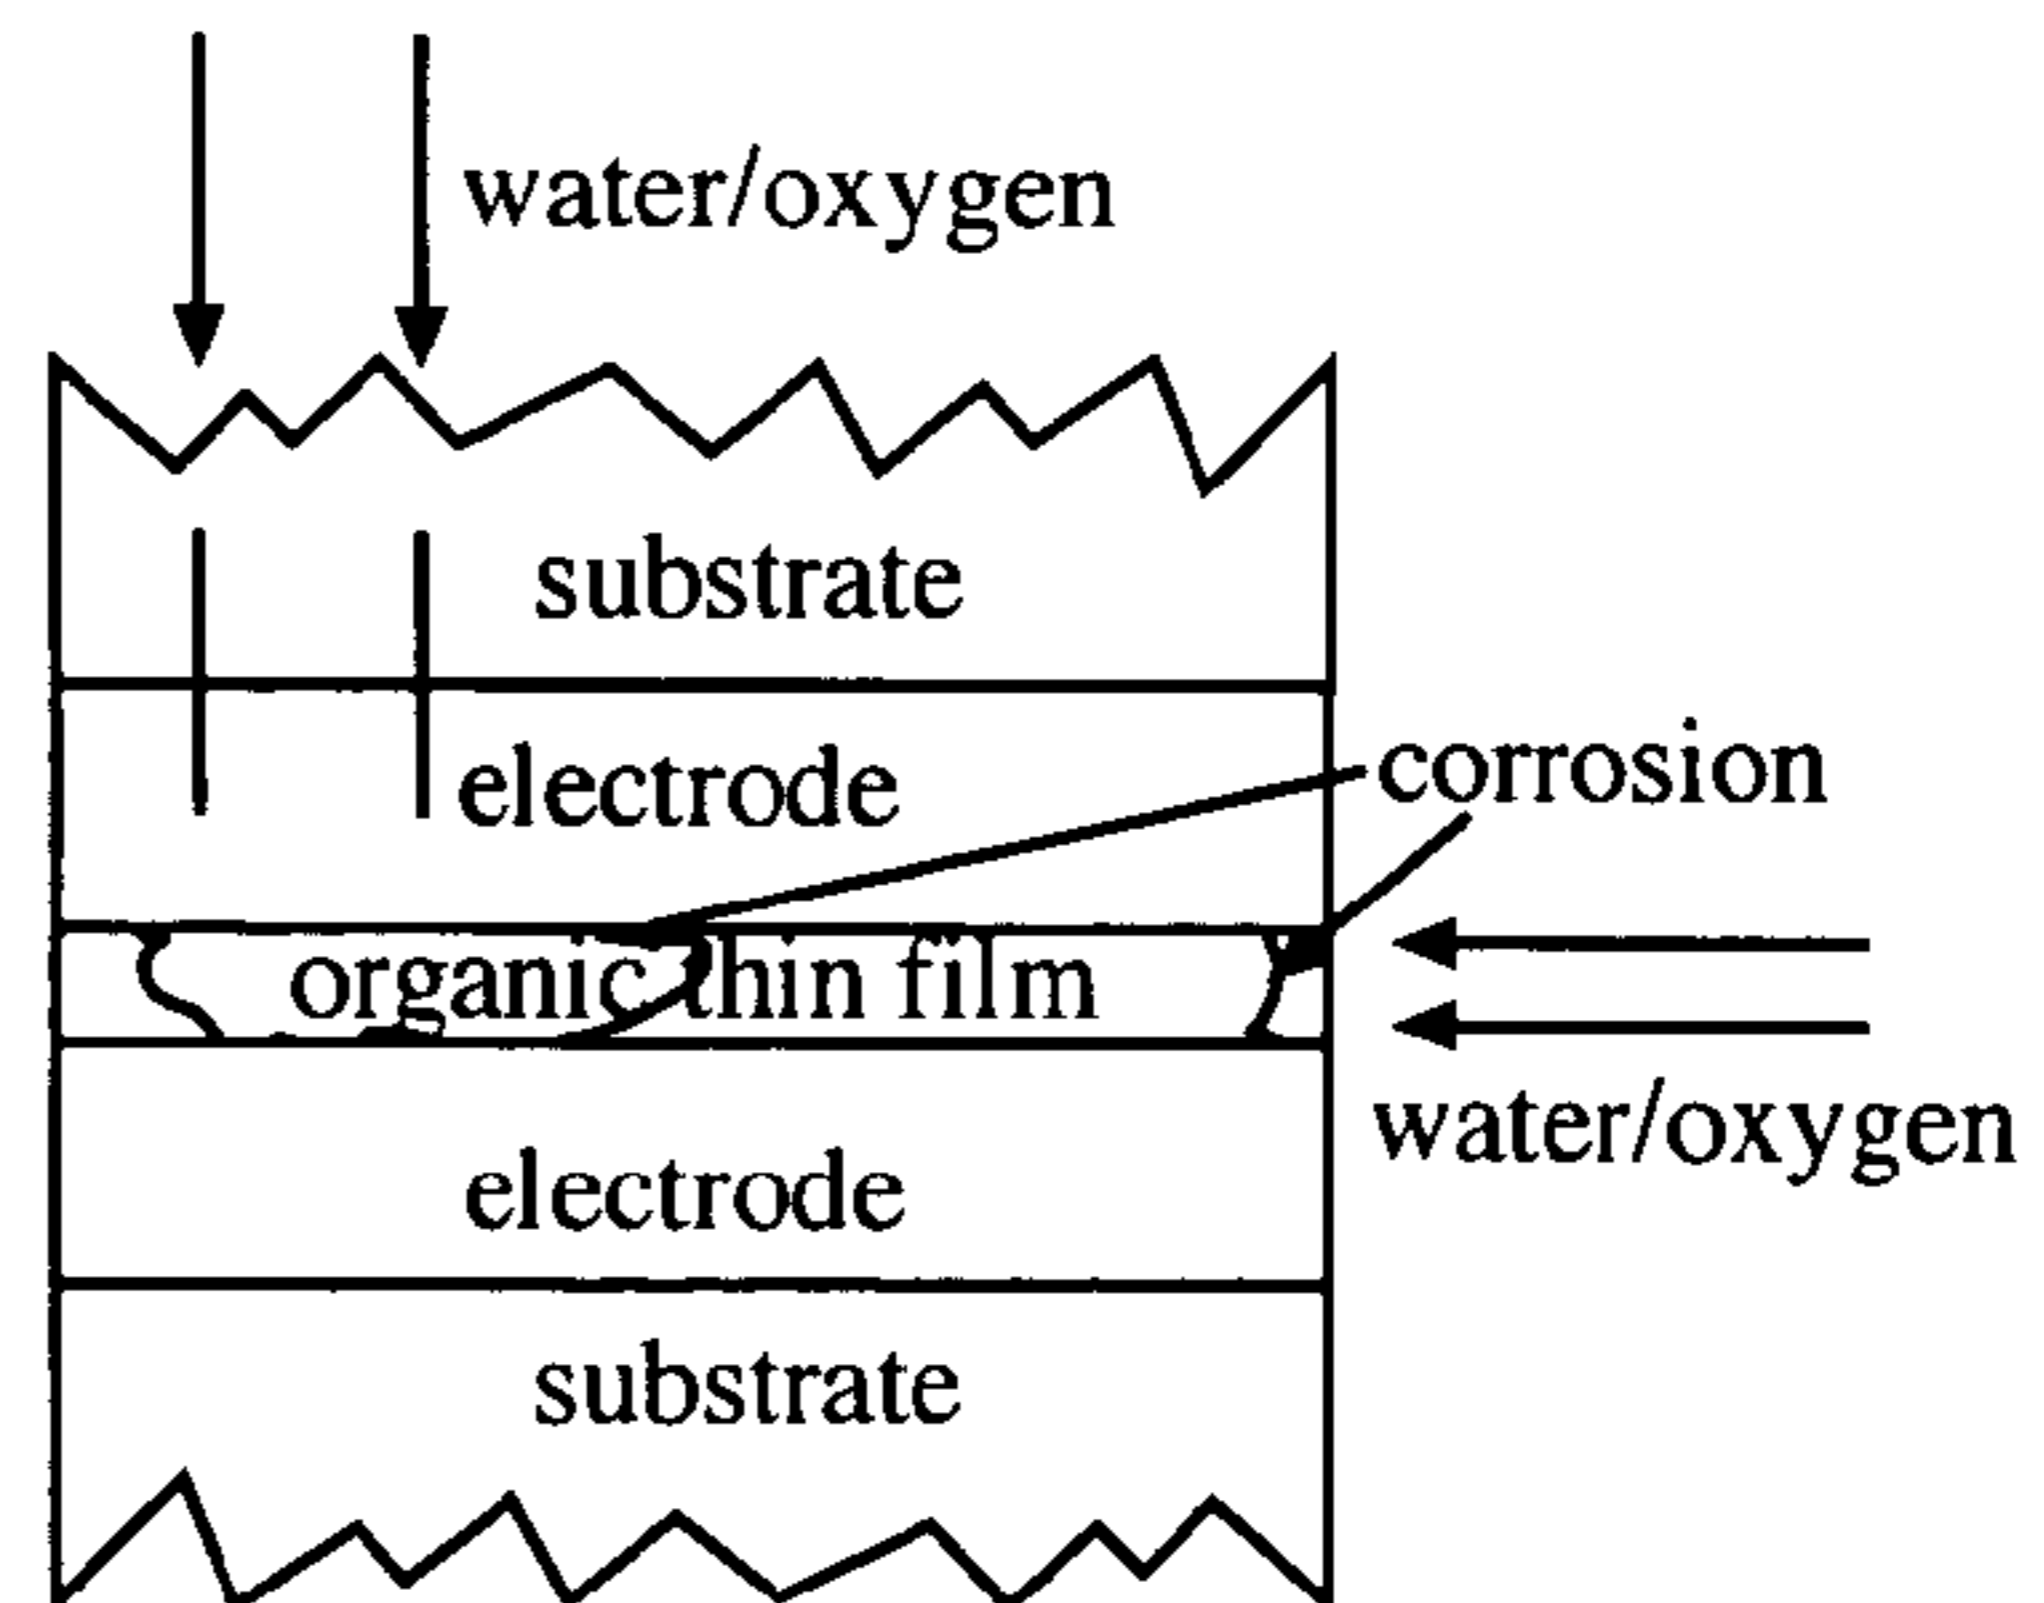 water/oxygen
substrate
electrode
corrosion
organic thin film
water/oxygen
electrode
substrate